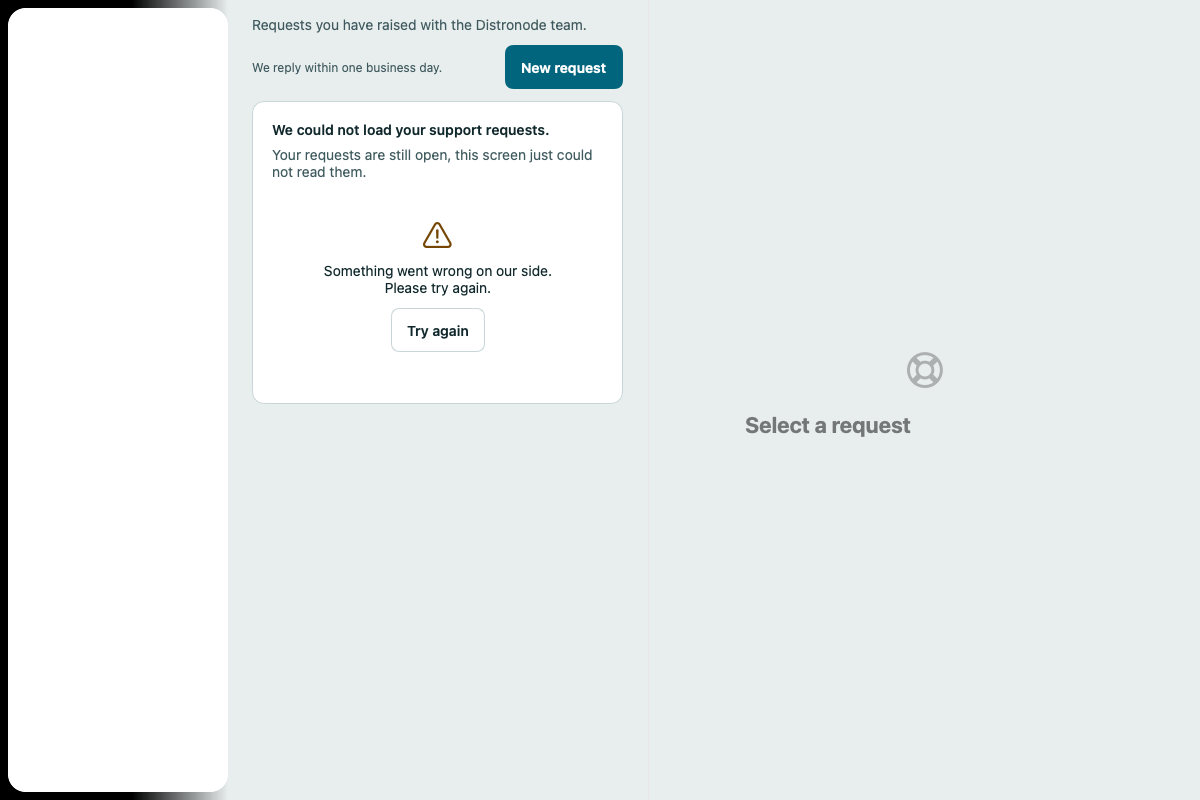 Requests you have raised with the Distronode team.
We reply within one business day.
New request
We could not load your support requests.
Your requests are still open, this screen just could
not read them.
Something went wrong on our side.
Please try again.
Try again
Select a request